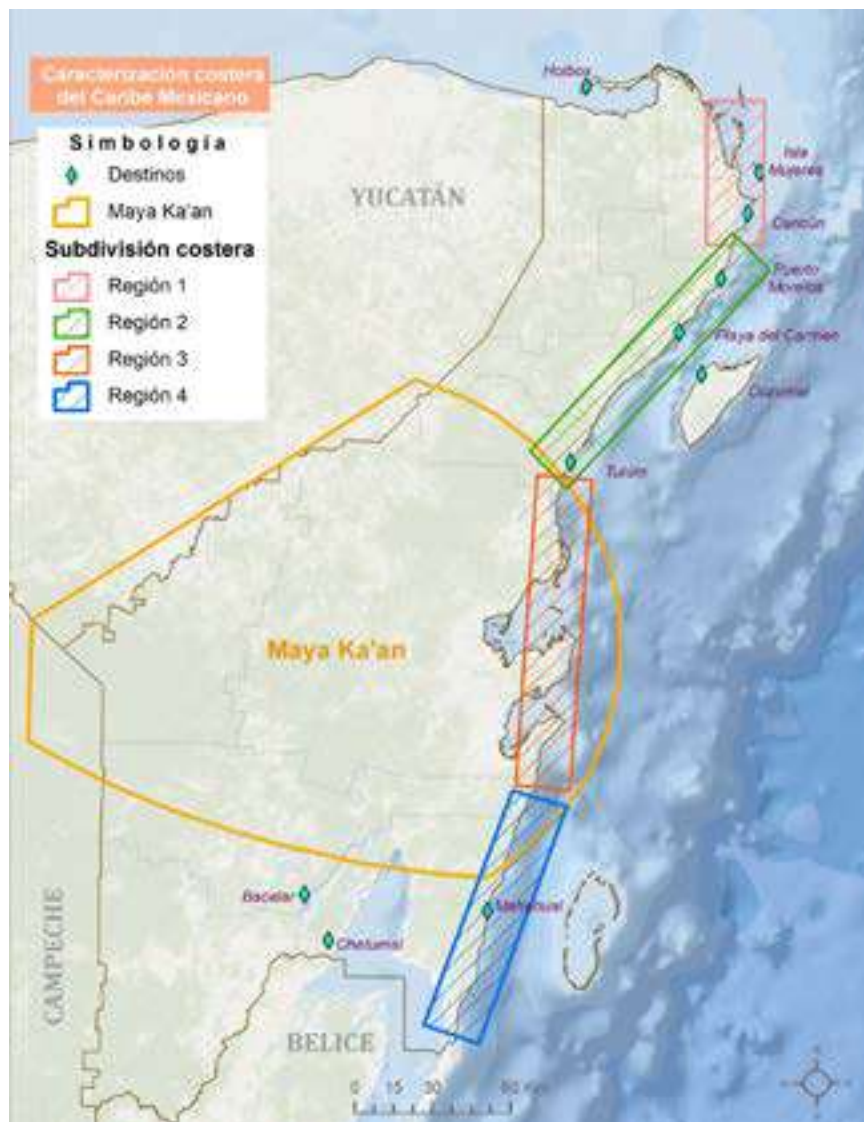 Caracterización costera
del Caribe Mexicano
Simbología
Destinos
Maya Ka'an
Subdivisión costera
Región 1
Región 2
Región 3
Región 4
Holbox
YUCATÁN
Isla
Mujeres
Cancún
Puerto
Morelos
Playa del Carmen
Cozumel
Tulúm
Maya Ka'an
Bacalar
Mahahual
Chetumal
CAMPECHE
BELICE
0 15 30 60 Km